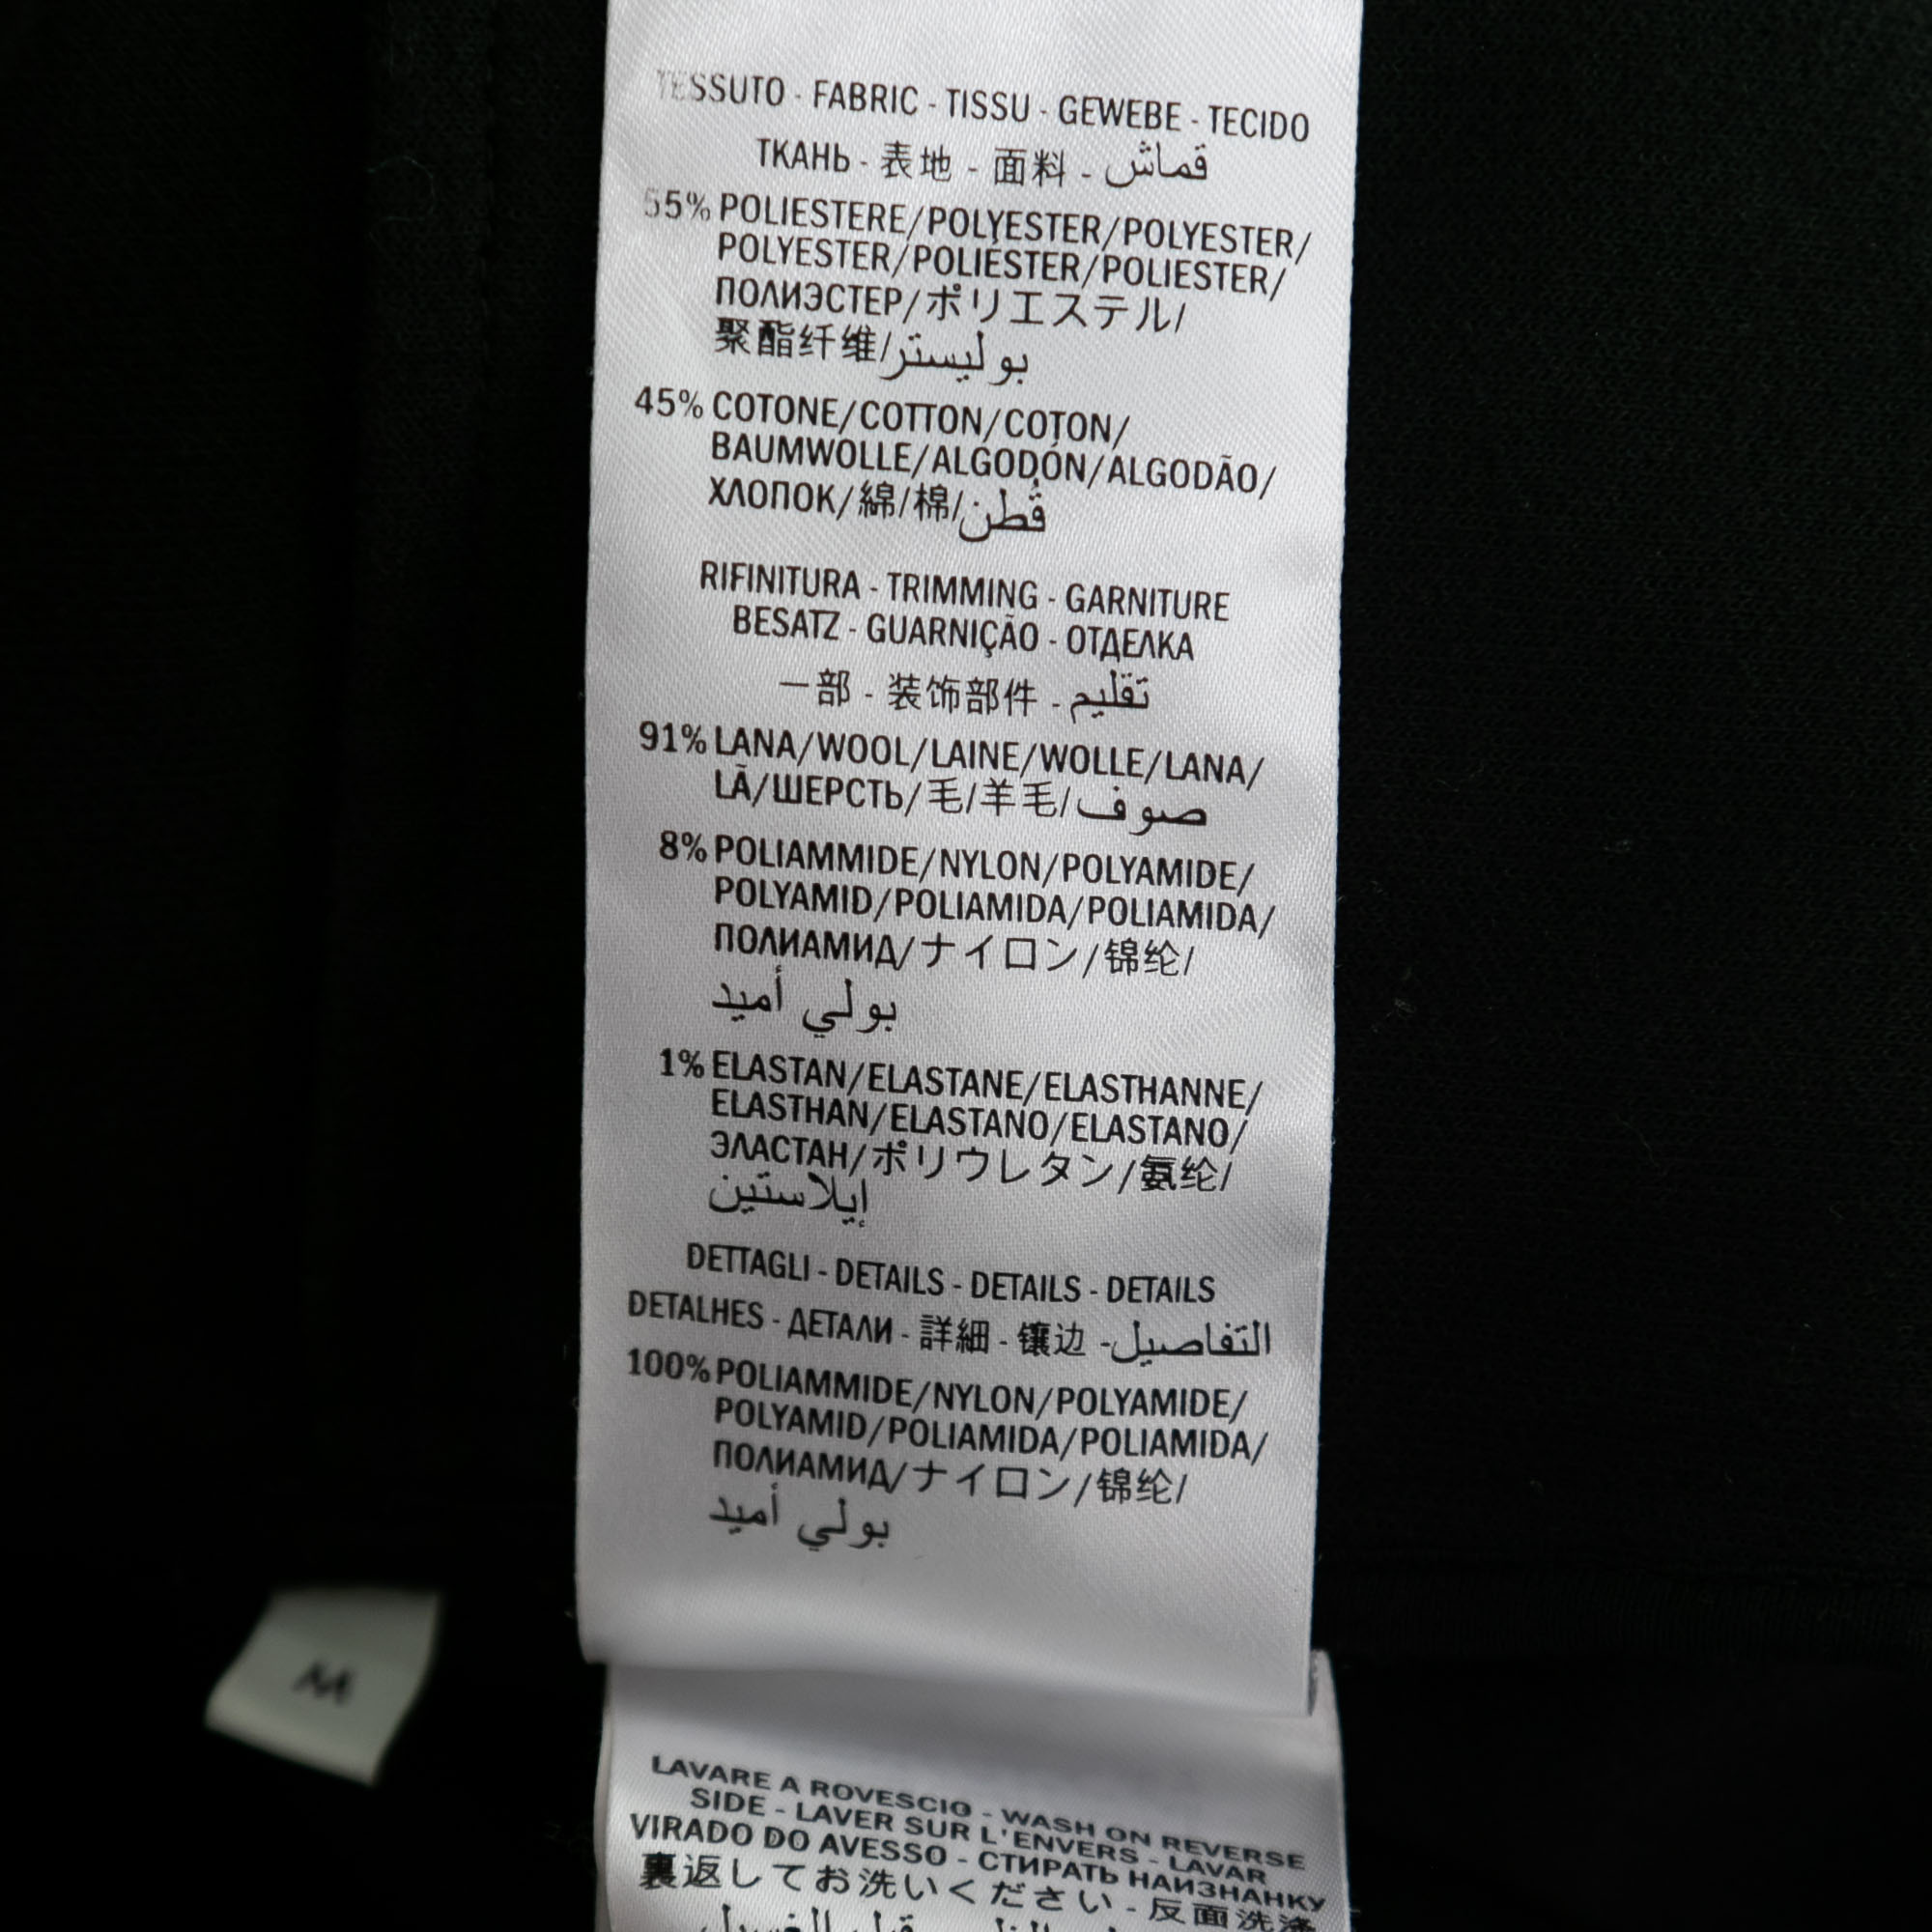 TESSUTO - FABRIC - TISSU - GEWEBE - TECIDO
ТКАНЬ - 表地 - 面料 - قماش
55% POLIESTERE/POLYESTER/POLYESTER/
POLYESTER/POLIÉSTER/POLIESTER/
ПОЛИЭСТЕР/ポリエステル/
聚酯纤维/بوليستر
45% COTONE/COTTON/COTON/
BAUMWOLLE/ALGODÓN/ALGODÃO/
ХЛОПОК/綿/棉/قُطن
RIFINITURA - TRIMMING - GARNITURE
BESATZ - GUARNIÇÃO - ОТДЕЛКА
一部 - 装饰部件 - تقليم
91% LANA/WOOL/LAINE/WOLLE/LANA/
LÃ/ШЕРСТЬ/毛/羊毛/صوف
8% POLIAMMIDE/NYLON/POLYAMIDE/
POLYAMID/POLIAMIDA/POLIAMIDA/
ПОЛИАМИД/ナイロン/锦纶/
بولي أميد
1% ELASTAN/ELASTANE/ELASTHANNE/
ELASTHAN/ELASTANO/ELASTANO/
ЭЛАСТАН/ポリウレタン/氨纶/
إيلاستين
DETTAGLI - DETAILS - DETAILS - DETAILS
DETALHES - ДЕТАЛИ - 詳細 - 镶边 - التفاصيل
100% POLIAMMIDE/NYLON/POLYAMIDE/
POLYAMID/POLIAMIDA/POLIAMIDA/
ПОЛИАМИД/ナイロン/锦纶/
بولي أميد
M
LAVARE A ROVESCIO - WASH ON REVERSE
SIDE - LAVER SUR L'ENVERS - LAVAR
VIRADO DO AVESSO - СТИРАТЬ НАИЗНАНКУ
裏返してお洗いください - 反面洗涤